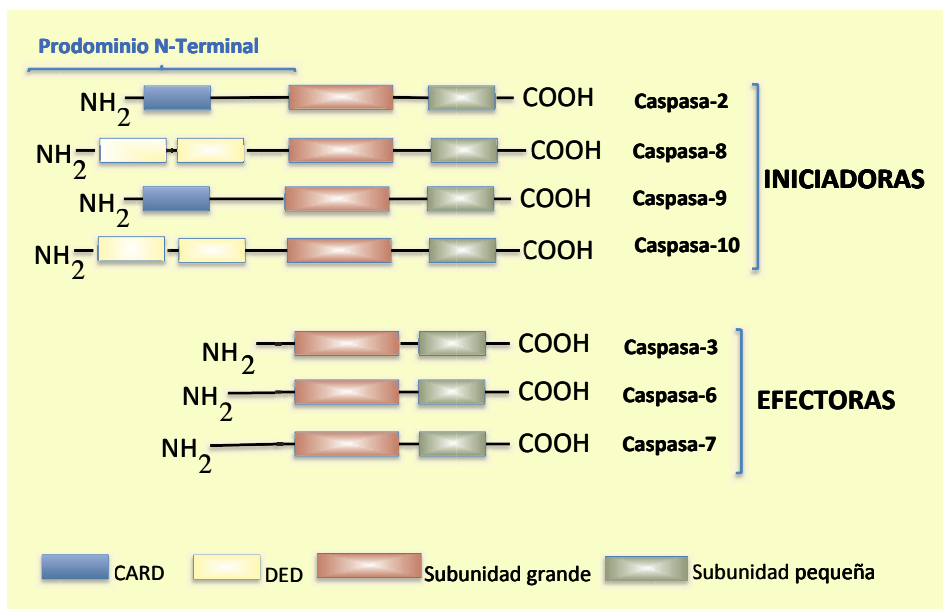 Prodominio N-Terminal
NH2 COOH Caspasa-2
NH2 COOH Caspasa-8
NH2 COOH Caspasa-9
NH2 COOH Caspasa-10
INICIADORAS
NH2 COOH Caspasa-3
NH2 COOH Caspasa-6
NH2 COOH Caspasa-7
EFECTORAS
CARD DED Subunidad grande Subunidad pequeña